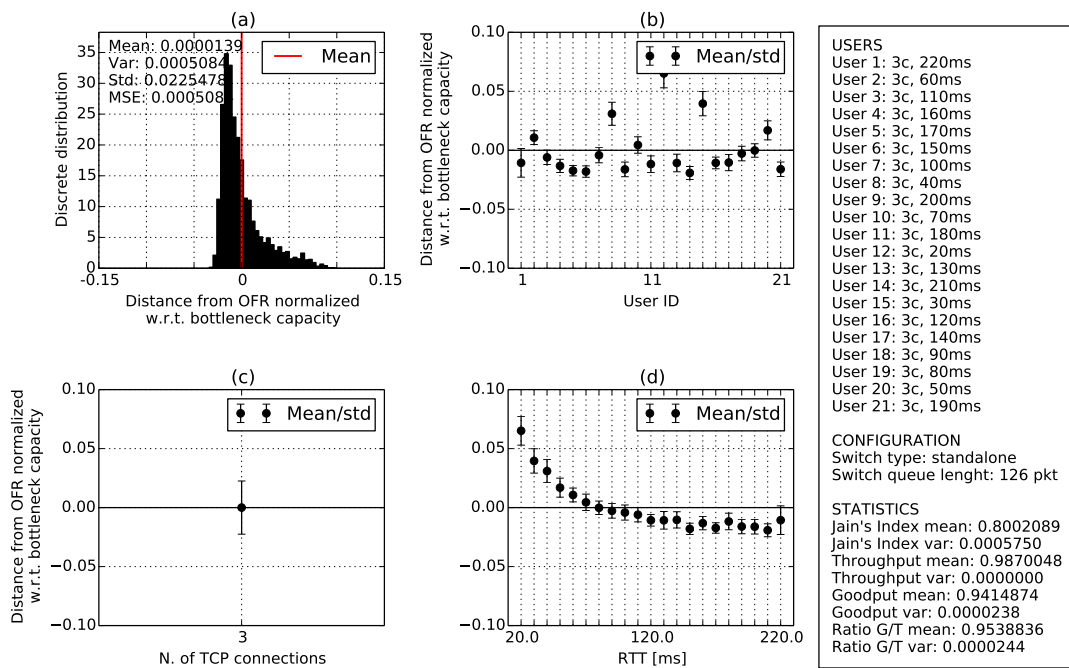 (a)
Mean: 0.0000139
Var: 0.0005084
Std: 0.0225478
MSE: 0.000508
Mean
35
30
25
20
15
10
5
0
-0.15
0
0.15
Discrete distribution
Distance from OFR normalized
w.r.t. bottleneck capacity
(b)
Mean/std
0.10
0.05
0.00
−0.05
−0.10
1
11
21
Distance from OFR normalized
w.r.t. bottleneck capacity
User ID
(c)
Mean/std
0.10
0.05
0.00
−0.05
−0.10
3
Distance from OFR normalized
w.r.t. bottleneck capacity
N. of TCP connections
(d)
Mean/std
0.10
0.05
0.00
−0.05
−0.10
20.0
120.0
220.0
Distance from OFR normalized
w.r.t. bottleneck capacity
RTT [ms]
USERS
User 1: 3c, 220ms
User 2: 3c, 60ms
User 3: 3c, 110ms
User 4: 3c, 160ms
User 5: 3c, 170ms
User 6: 3c, 150ms
User 7: 3c, 100ms
User 8: 3c, 40ms
User 9: 3c, 200ms
User 10: 3c, 70ms
User 11: 3c, 180ms
User 12: 3c, 20ms
User 13: 3c, 130ms
User 14: 3c, 210ms
User 15: 3c, 30ms
User 16: 3c, 120ms
User 17: 3c, 140ms
User 18: 3c, 90ms
User 19: 3c, 80ms
User 20: 3c, 50ms
User 21: 3c, 190ms
CONFIGURATION
Switch type: standalone
Switch queue lenght: 126 pkt
STATISTICS
Jain's Index mean: 0.8002089
Jain's Index var: 0.0005750
Throughput mean: 0.9870048
Throughput var: 0.0000000
Goodput mean: 0.9414874
Goodput var: 0.0000238
Ratio G/T mean: 0.9538836
Ratio G/T var: 0.0000244